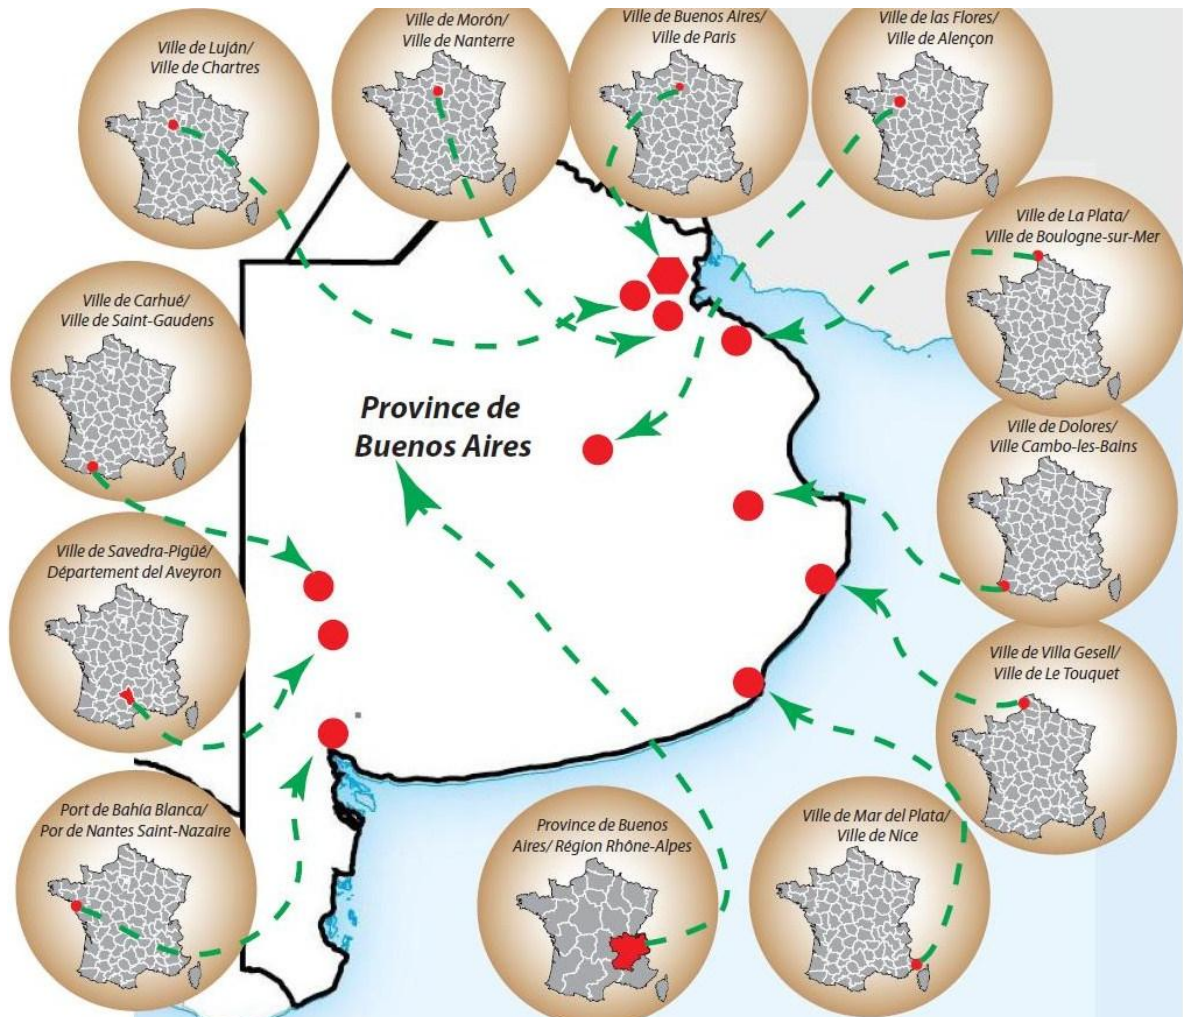 Ville de Luján/
Ville de Chartres
Ville de Morón/
Ville de Nanterre
Ville de Buenos Aires/
Ville de Paris
Ville de las Flores/
Ville de Alençon
Ville de La Plata/
Ville de Boulogne-sur-Mer
Ville de Carhué/
Ville de Saint-Gaudens
Province de
Buenos Aires
Ville de Dolores/
Ville Cambo-les-Bains
Ville de Savedra-Pigüé/
Département del Aveyron
Ville de Villa Gesell/
Ville de Le Touquet
Port de Bahía Blanca/
Por de Nantes Saint-Nazaire
Province de Buenos
Aires/ Région Rhône-Alpes
Ville de Mar del Plata/
Ville de Nice